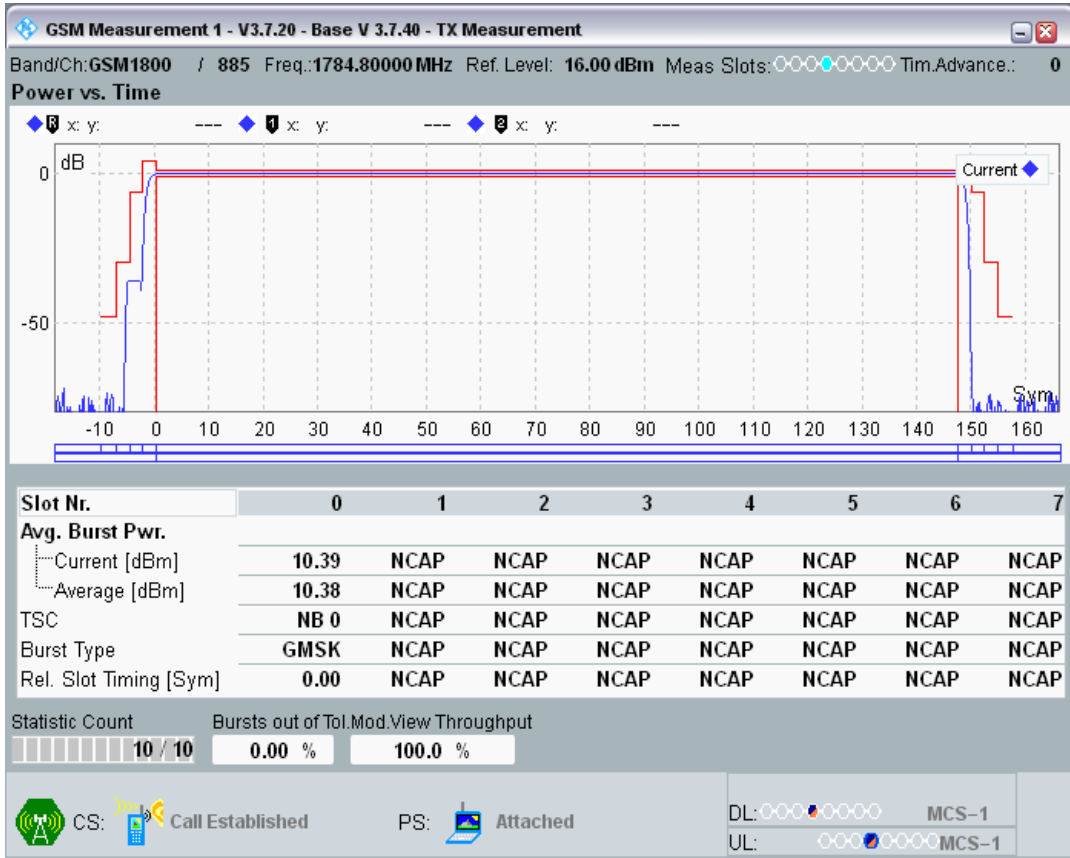 GSM Measurement 1 - V3.7.20 - Base V 3.7.40 - TX Measurement
Band/Ch:GSM1800 / 885 Freq.:1784.80000 MHz Ref. Level: 16.00 dBm Meas Slots: Tim.Advance.: 0
Power vs. Time
R x: y: --- 1 x: y: --- 2 x: y: ---
dB
0
Current
-50
Sym
-10 0 10 20 30 40 50 60 70 80 90 100 110 120 130 140 150 160
Slot Nr. 0 1 2 3 4 5 6 7
Avg. Burst Pwr.
Current [dBm] 10.39 NCAP NCAP NCAP NCAP NCAP NCAP NCAP
Average [dBm] 10.38 NCAP NCAP NCAP NCAP NCAP NCAP NCAP
TSC NB 0 NCAP NCAP NCAP NCAP NCAP NCAP NCAP
Burst Type GMSK NCAP NCAP NCAP NCAP NCAP NCAP NCAP
Rel. Slot Timing [Sym] 0.00 NCAP NCAP NCAP NCAP NCAP NCAP NCAP
Statistic Count Bursts out of Tol.Mod.View Throughput
10 / 10 0.00 % 100.0 %
CS: Call Established PS: Attached
DL: MCS-1
UL: MCS-1